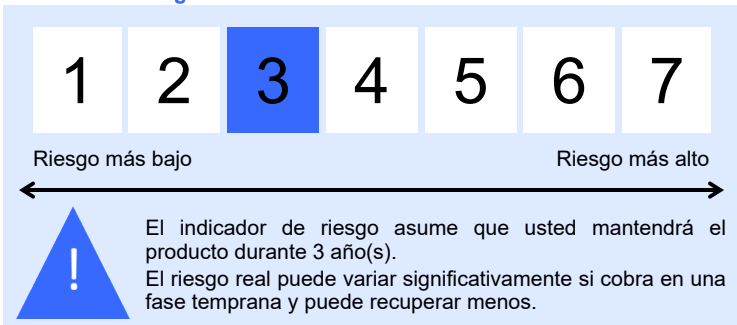 1 2 3 4 5 6 7
Riesgo más bajo Riesgo más alto
El indicador de riesgo asume que usted mantendrá el
producto durante 3 año(s).
El riesgo real puede variar significativamente si cobra en una
fase temprana y puede recuperar menos.
!